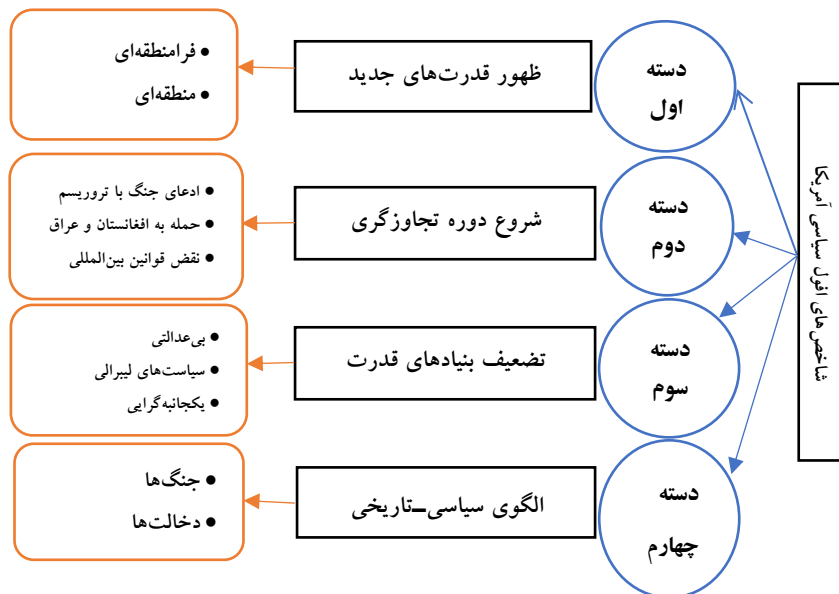 شاخص‌های افول سیاسی آمریکا
دسته
اول
ظهور قدرت‌های جدید
● فرامنطقه‌ای
● منطقه‌ای
دسته
دوم
شروع دوره تجاوزگری
● ادعای جنگ با تروریسم
● حمله به افغانستان و عراق
● نقض قوانین بین‌المللی
دسته
سوم
تضعیف بنیادهای قدرت
● بی‌عدالتی
● سیاست‌های لیبرالی
● یکجانبه‌گرایی
دسته
چهارم
الگوی سیاسی–تاریخی
● جنگ‌ها
● دخالت‌ها